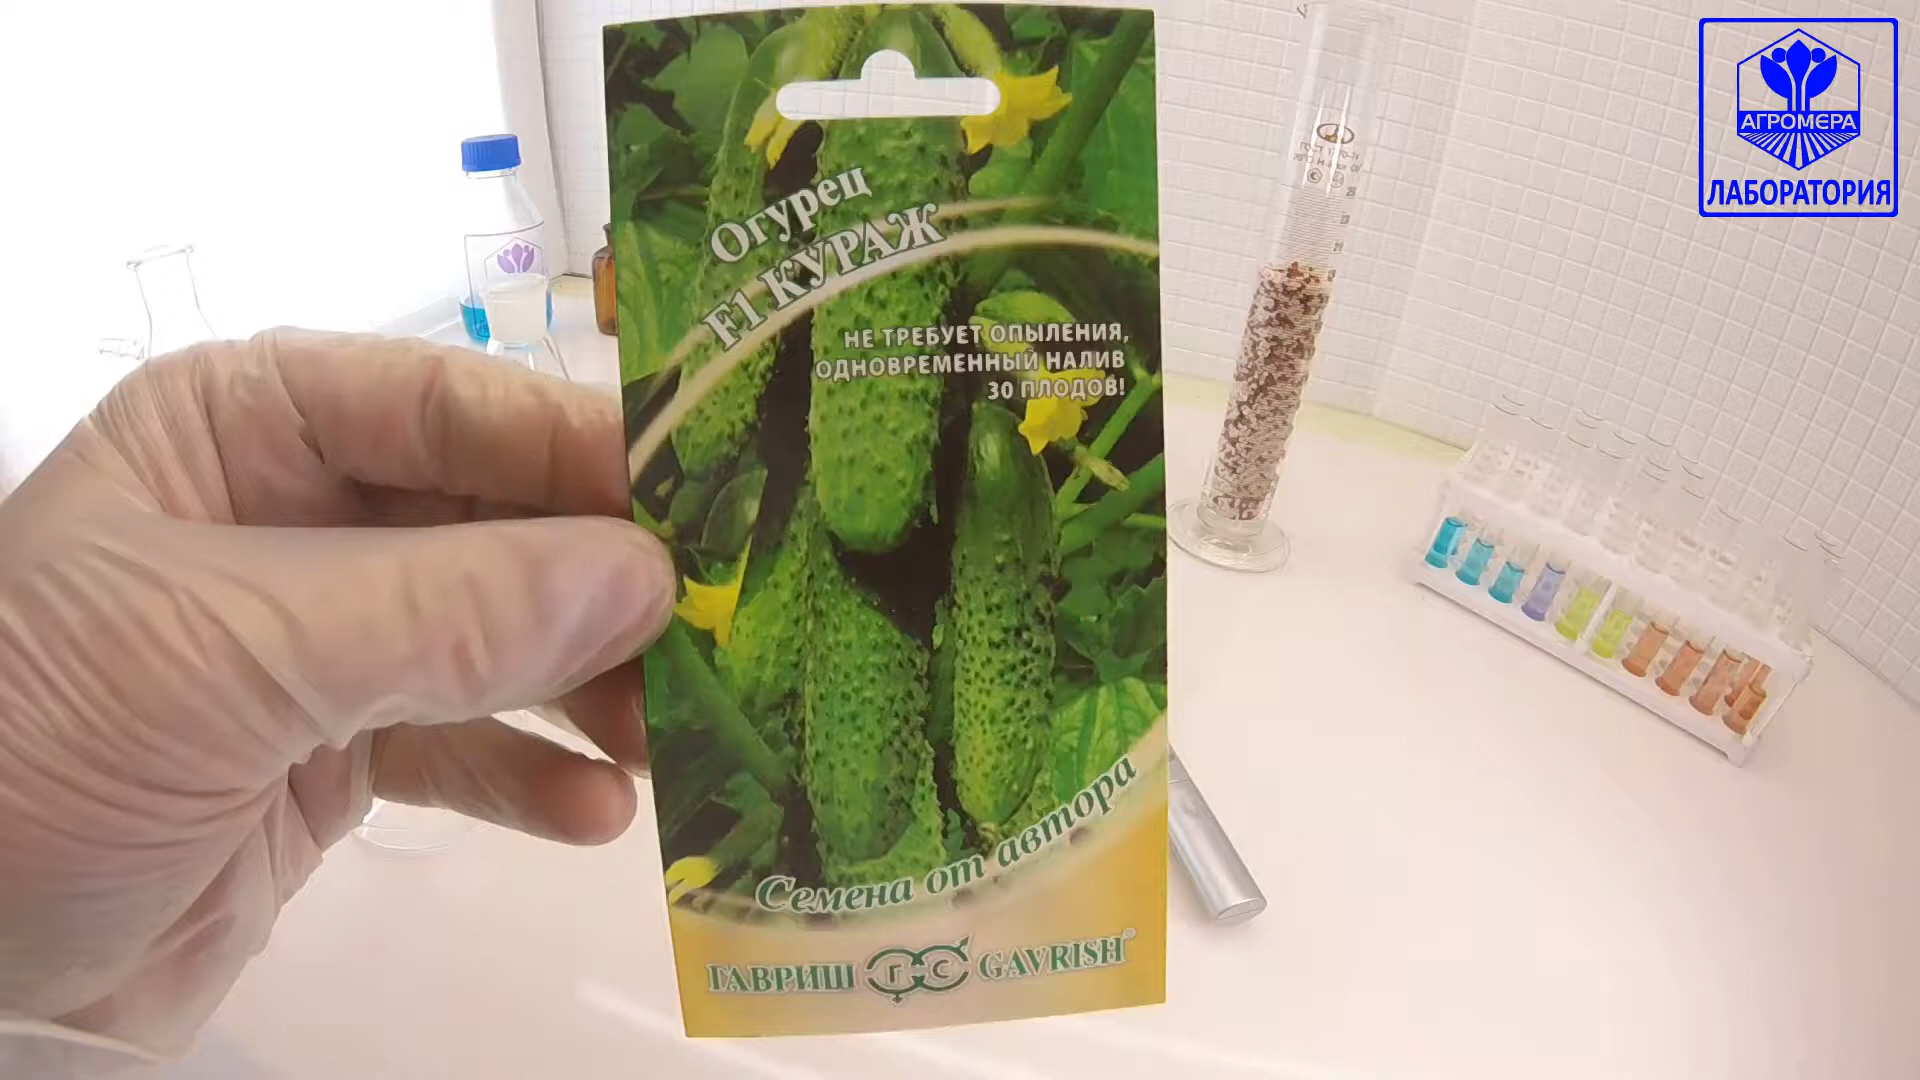 Огурец
F1 КУРАЖ
НЕ ТРЕБУЕТ ОПЫЛЕНИЯ,
ОДНОВРЕМЕННЫЙ НАЛИВ
30 ПЛОДОВ!
Семена от автора
ГАВРИШ ГС GAVRISH®
АГРОМЕРА
ЛАБОРАТОРИЯ